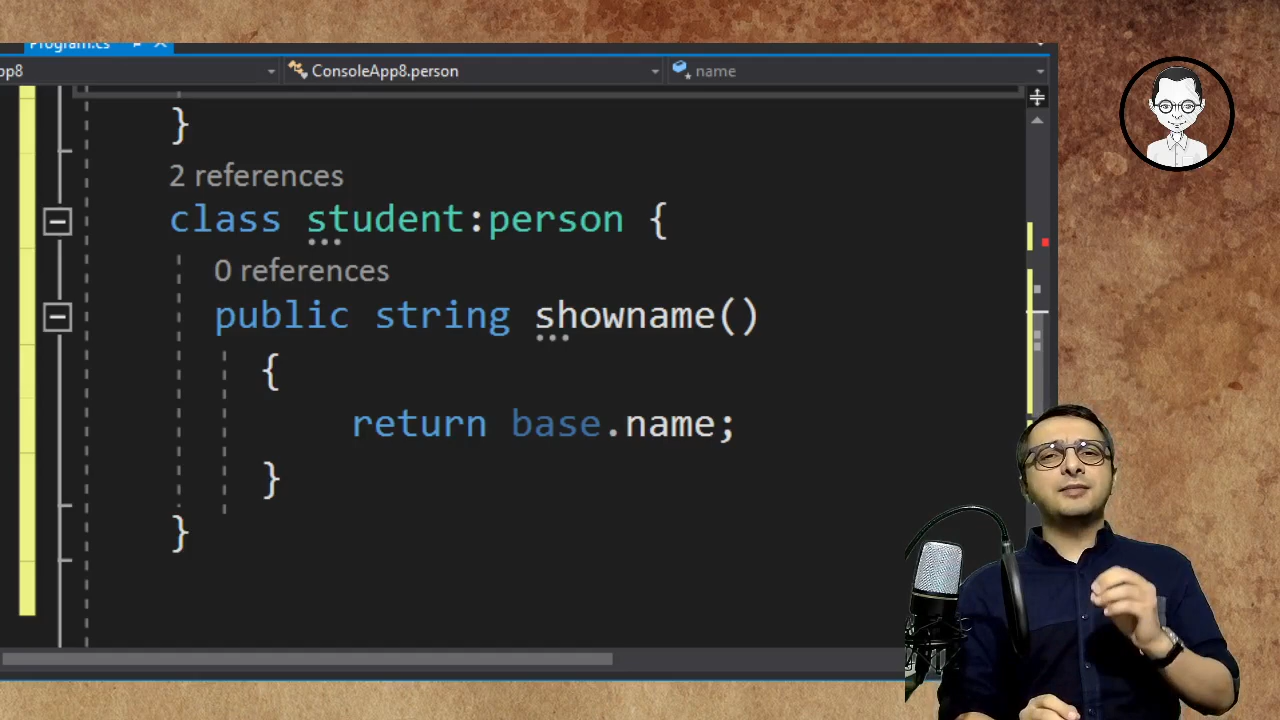 Program.cs
pp8
ConsoleApp8.person
name
}
2 references
class student:person {
0 references
public string showname()
{
return base.name;
}
}